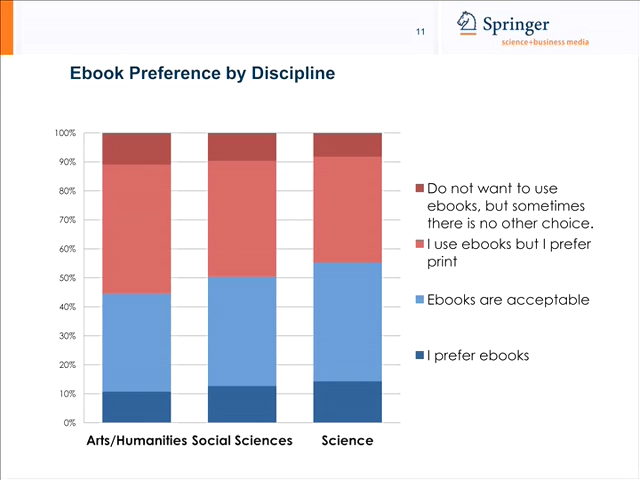 11
Springer
science+business media
Ebook Preference by Discipline
100%
90%
80%
70%
60%
50%
40%
30%
20%
10%
0%
Arts/Humanities Social Sciences Science
Do not want to use
ebooks, but sometimes
there is no other choice.
I use ebooks but I prefer
print
Ebooks are acceptable
I prefer ebooks